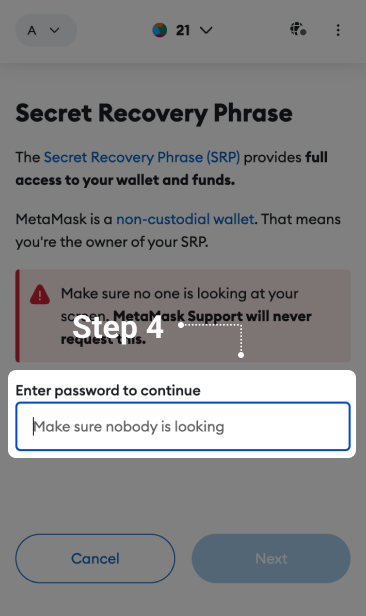 A
21
Secret Recovery Phrase
The Secret Recovery Phrase (SRP) provides full
access to your wallet and funds.
MetaMask is a non-custodial wallet. That means
you're the owner of your SRP.
Make sure no one is looking at your
screen. MetaMask Support will never
request this.
Step 4
Enter password to continue
Make sure nobody is looking
Cancel
Next